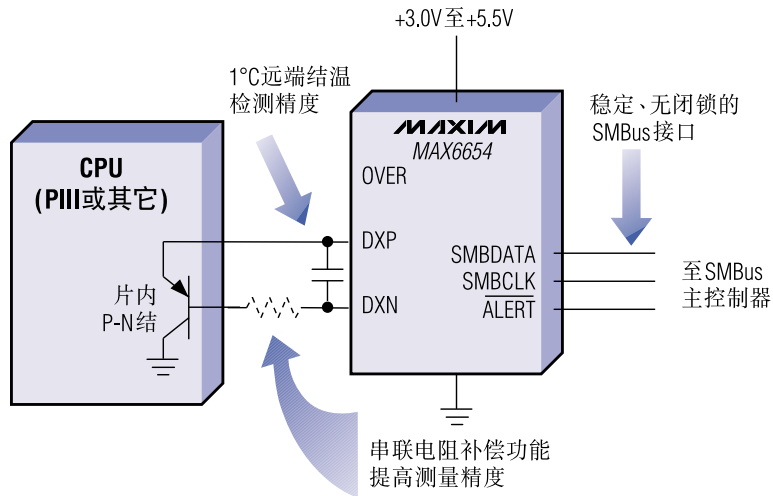 +3.0V至+5.5V
1°C远端结温
检测精度
稳定、无闭锁的
SMBus接口
MAXIM
MAX6654
CPU
(PIII或其它)
OVER
DXP
SMBDATA
SMBCLK
ALERT
至SMBus
主控制器
片内
P-N结
DXN
串联电阻补偿功能
提高测量精度